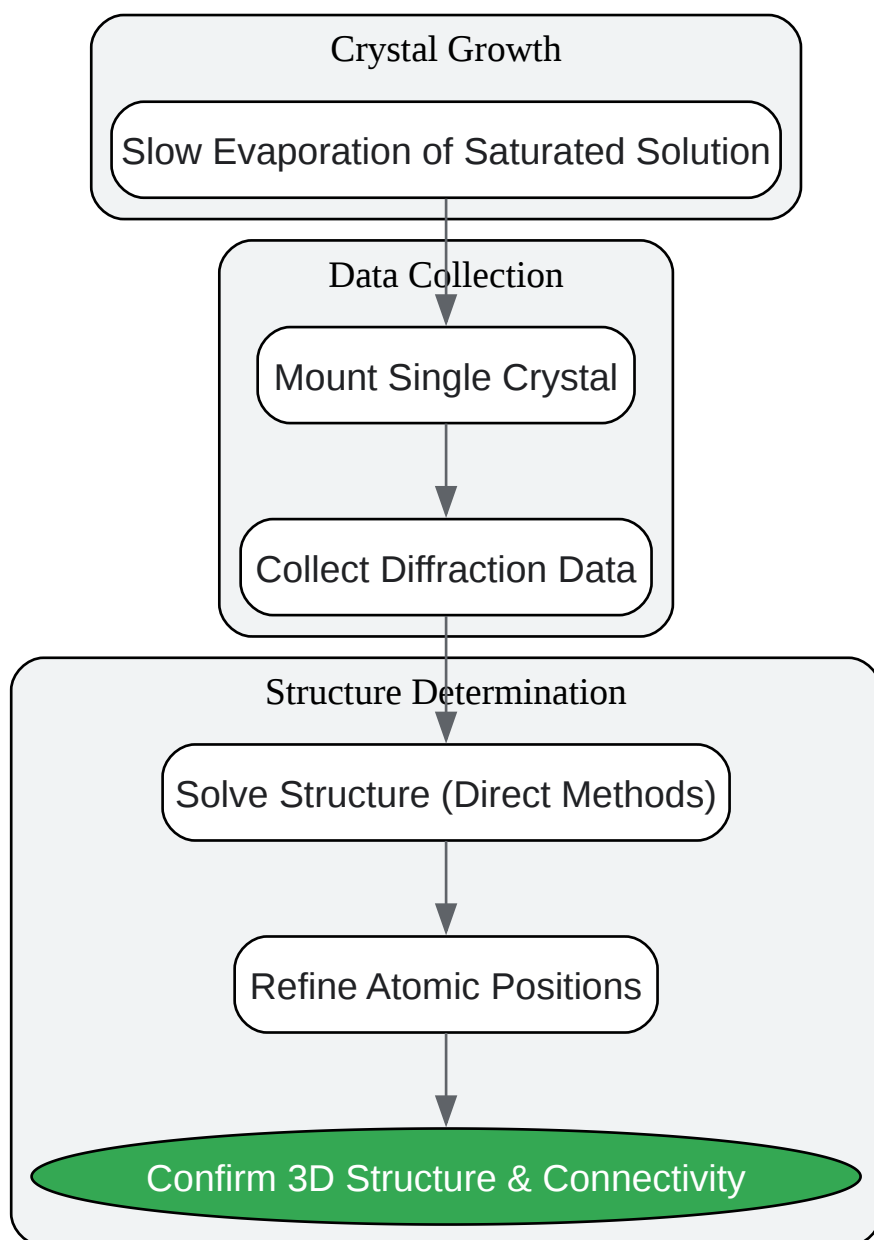 Crystal Growth
Slow Evaporation of Saturated Solution
Data Collection
Mount Single Crystal
Collect Diffraction Data
Structure Determination
Solve Structure (Direct Methods)
Refine Atomic Positions
Confirm 3D Structure & Connectivity